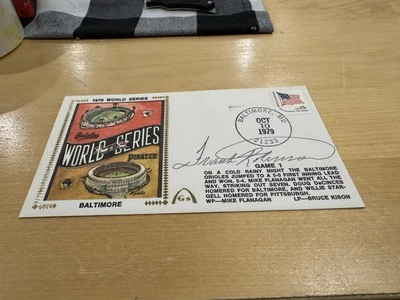 1979 WORLD SERIES
Orioles
WORLD SERIES
PIRATES
BALTIMORE
Gs
BALTIMORE, MD
OCT
10
1979
21233
USA 15c
Frank Robinson
GAME 1
ON A COLD RAINY NIGHT THE BALTIMORE
ORIOLES JUMPED TO A 5-0 FIRST INNING LEAD
AND WON, 5-4. MIKE FLANAGAN WENT ALL THE
WAY, STRIKING OUT SEVEN. DOUG DeCINCES
HOMERED FOR BALTIMORE, AND WILLIE STAR-
GELL HOMERED FOR PITTSBURGH.
WP—MIKE FLANAGAN LP—BRUCE KISON